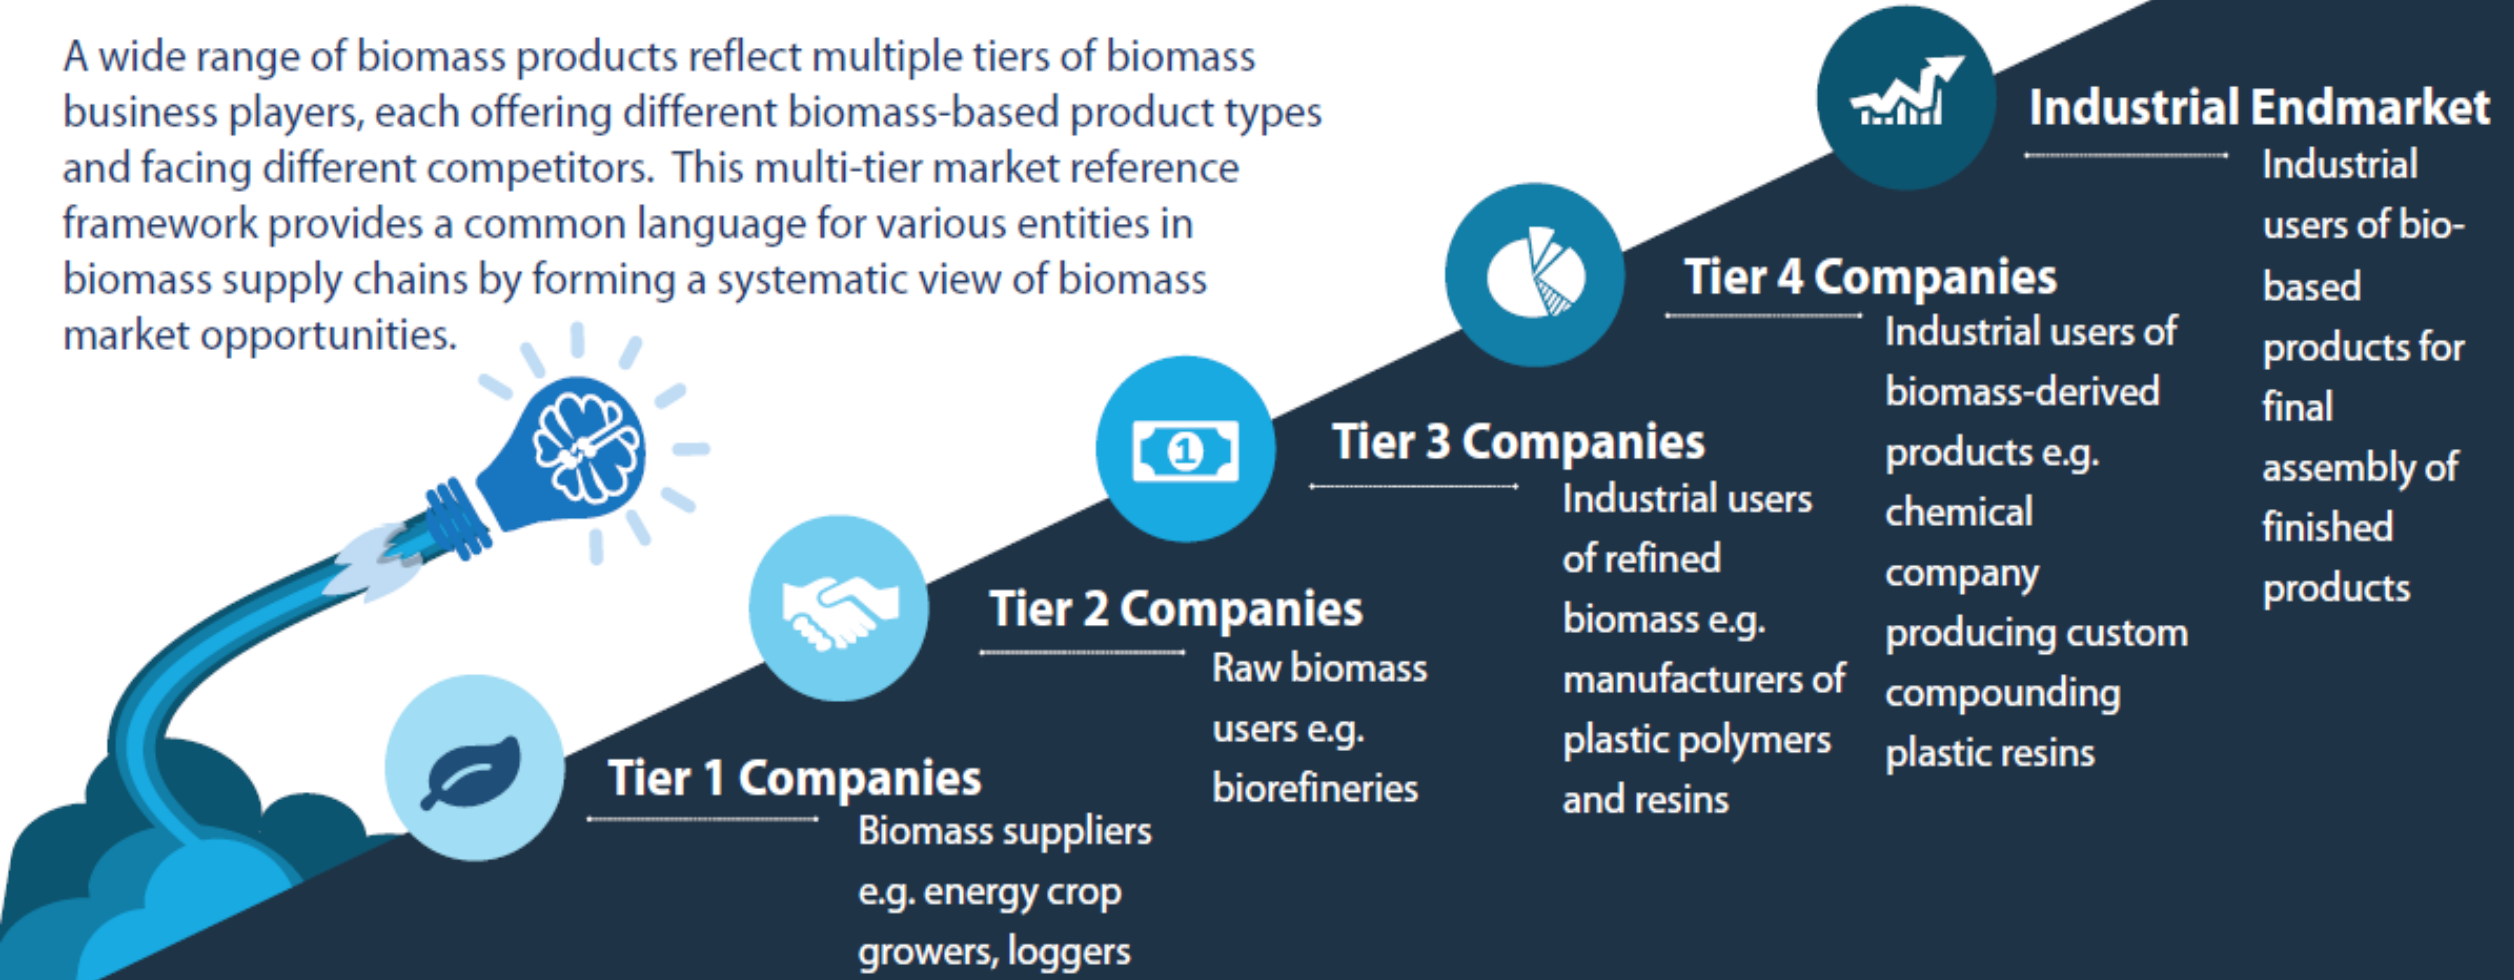 A wide range of biomass products reflect multiple tiers of biomass
business players, each offering different biomass-based product types
and facing different competitors.  This multi-tier market reference
framework provides a common language for various entities in
biomass supply chains by forming a systematic view of biomass
market opportunities.
Tier 1 Companies
Biomass suppliers
e.g. energy crop
growers, loggers
Tier 2 Companies
Raw biomass
users e.g.
biorefineries
1
Tier 3 Companies
Industrial users
of refined
biomass e.g.
manufacturers of
plastic polymers
and resins
Tier 4 Companies
Industrial users of
biomass-derived
products e.g.
chemical
company
producing custom
compounding
plastic resins
Industrial Endmarket
Industrial
users of bio-
based
products for
final
assembly of
finished
products